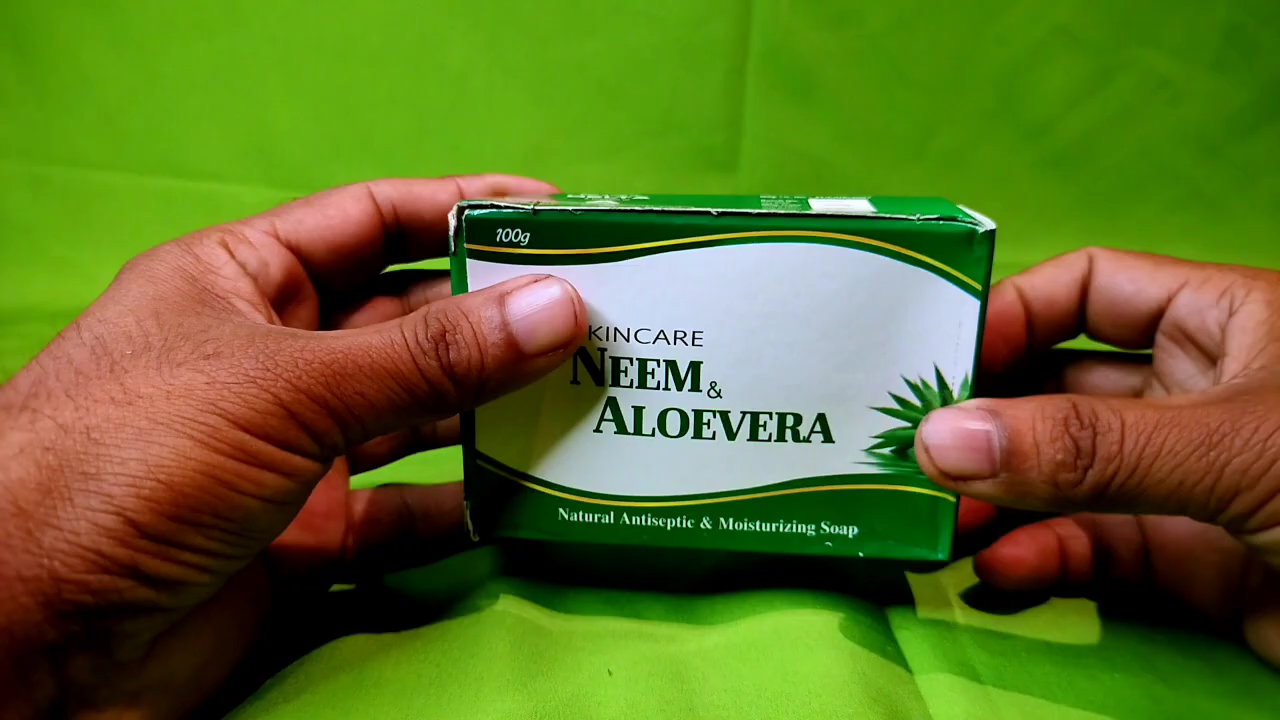 100g
KINCARE
NEEM &
ALOEVERA
Natural Antiseptic & Moisturizing Soap